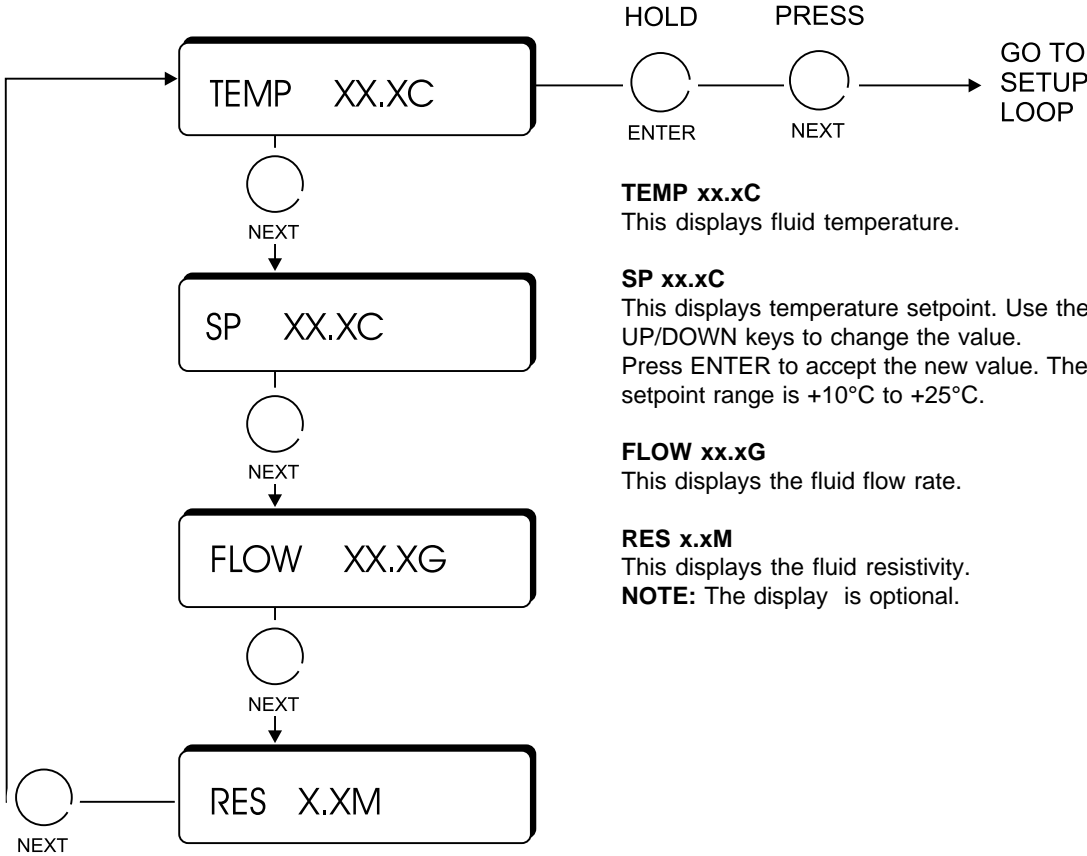 HOLD
PRESS
TEMP XX.XC
ENTER
NEXT
GO TO
SETUP
LOOP
NEXT
SP XX.XC
NEXT
FLOW XX.XG
NEXT
RES X.XM
NEXT
TEMP xx.xC
This displays fluid temperature.
SP xx.xC
This displays temperature setpoint. Use the
UP/DOWN keys to change the value.
Press ENTER to accept the new value. The
setpoint range is +10°C to +25°C.
FLOW xx.xG
This displays the fluid flow rate.
RES x.xM
This displays the fluid resistivity.
NOTE: The display is optional.